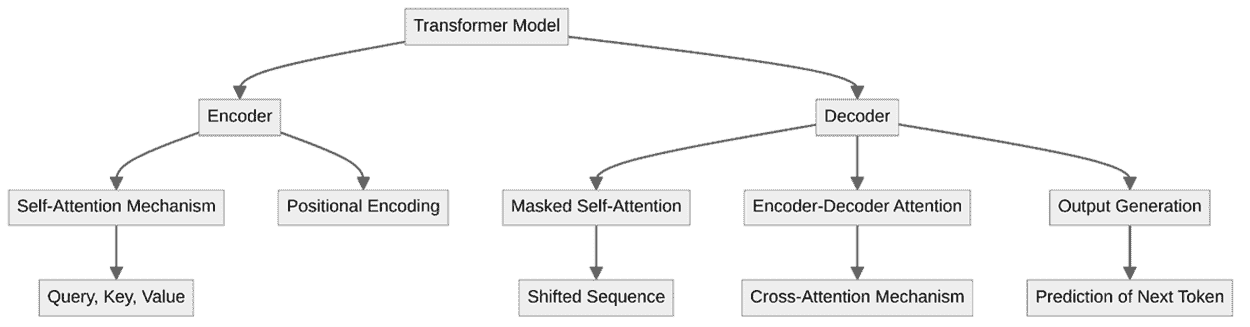 Transformer Model
Encoder
Decoder
Self-Attention Mechanism
Positional Encoding
Masked Self-Attention
Encoder-Decoder Attention
Output Generation
Query, Key, Value
Shifted Sequence
Cross-Attention Mechanism
Prediction of Next Token